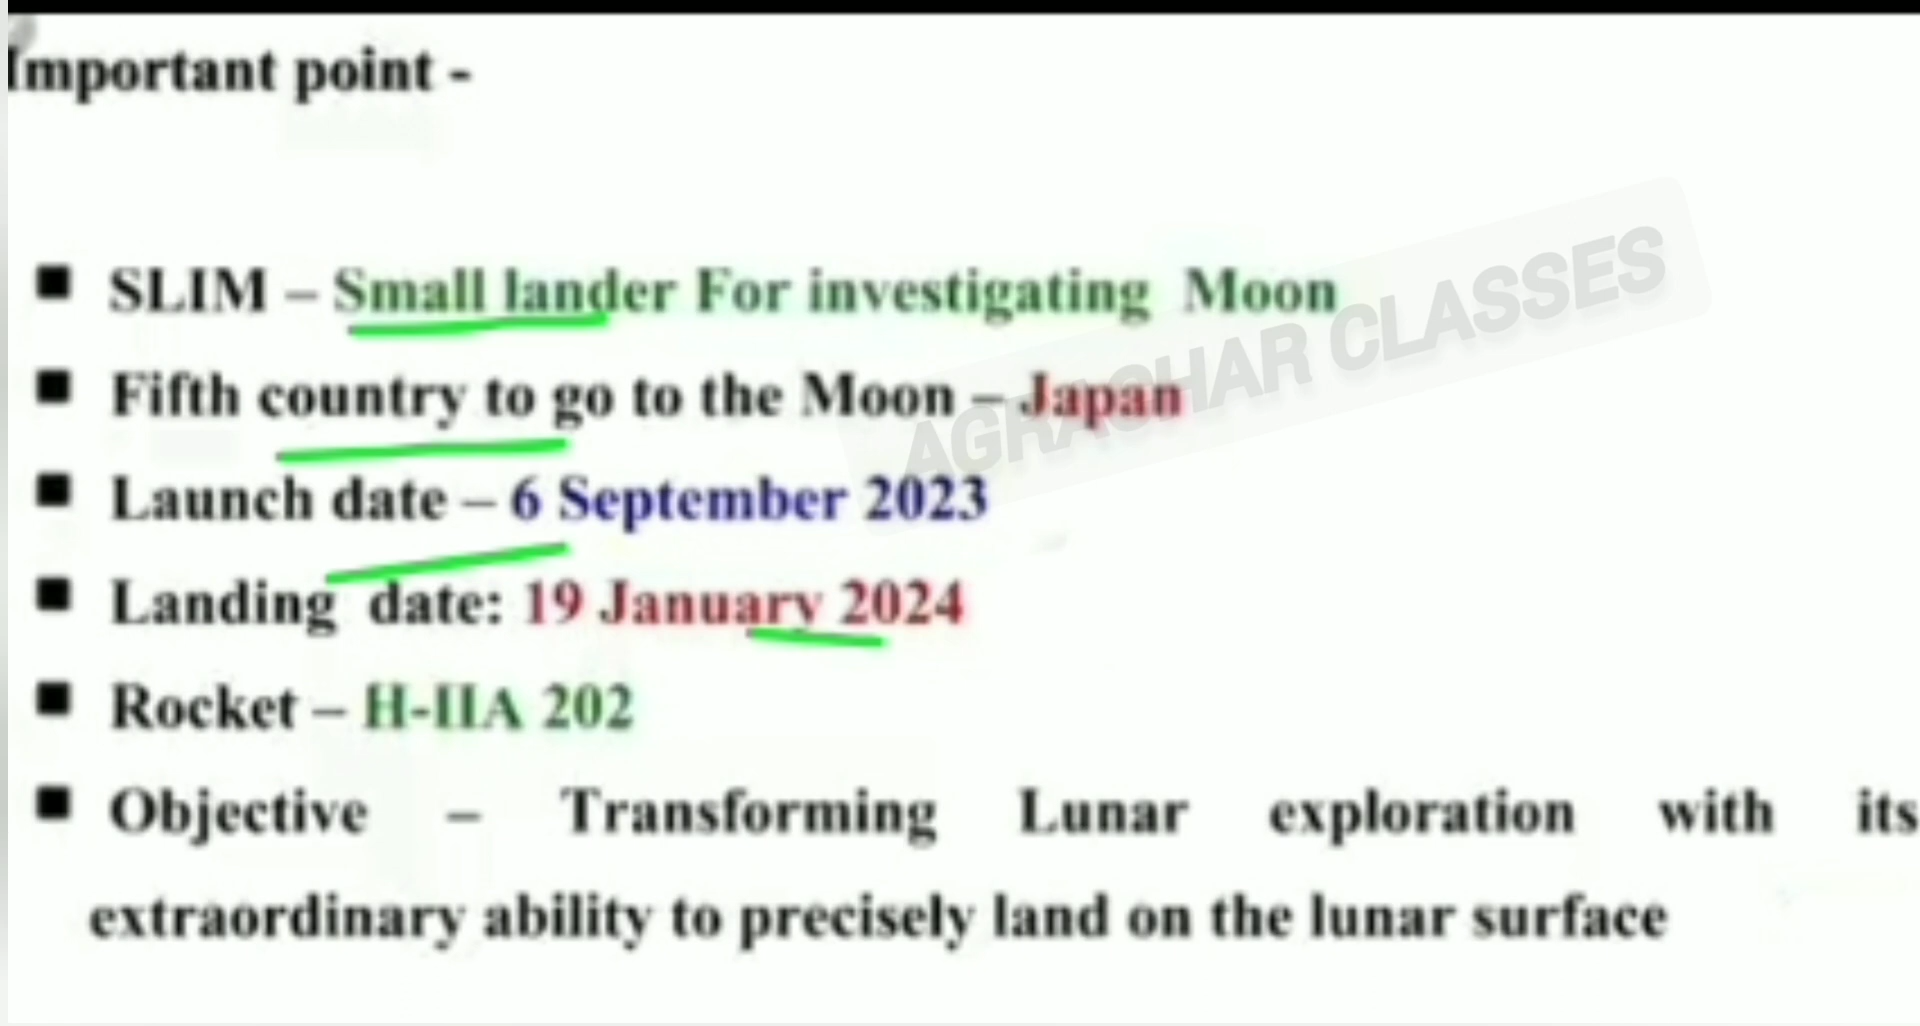 Important point -
AGRASHAR CLASSES
■ SLIM – Small lander For investigating Moon
■ Fifth country to go to the Moon – Japan
■ Launch date – 6 September 2023
■ Landing date: 19 January 2024
■ Rocket – H-IIA 202
■ Objective – Transforming Lunar exploration with its
extraordinary ability to precisely land on the lunar surface